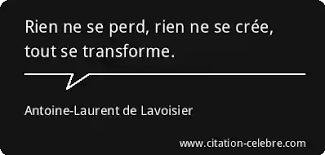 Rien ne se perd, rien ne se crée,
tout se transforme.
Antoine-Laurent de Lavoisier
www.citation-celebre.com